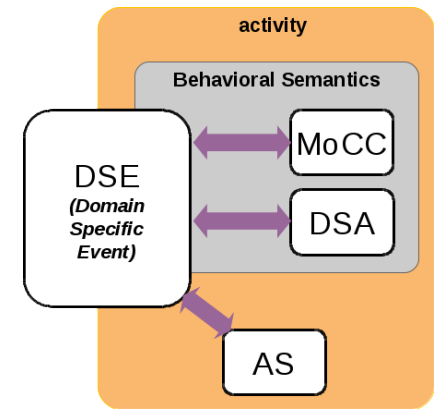 activity
Behavioral Semantics
MoCC
DSE
(Domain
Specific
Event)
DSA
AS